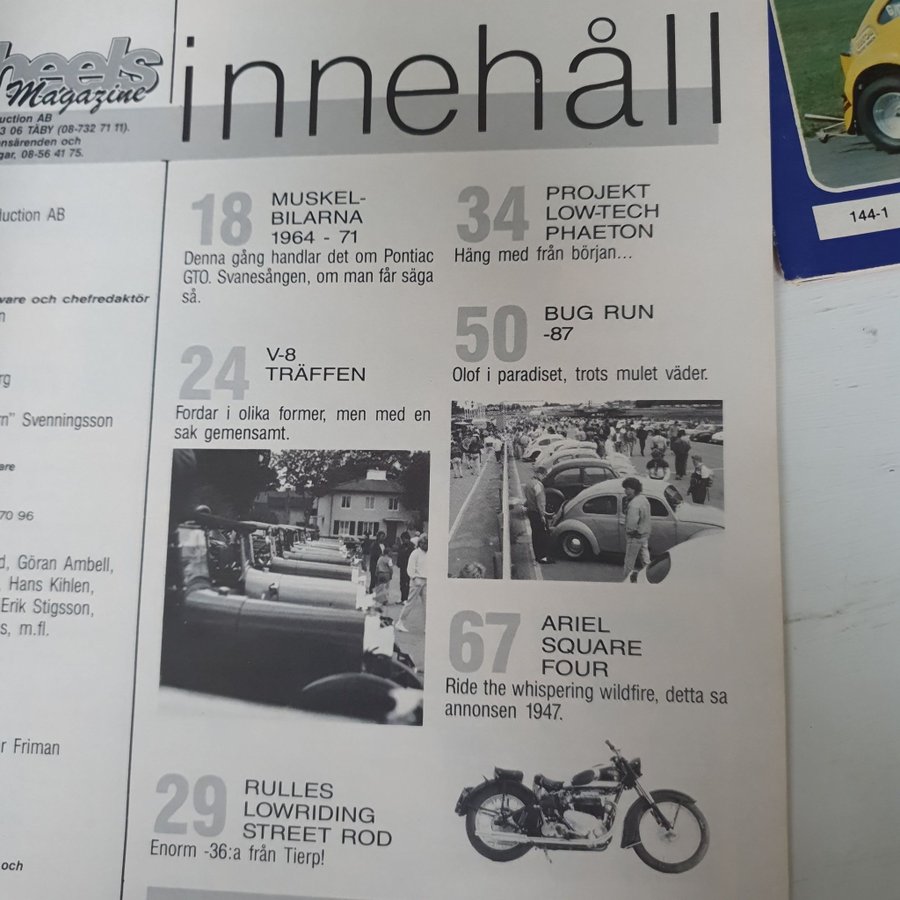 heels
Magazine
uction AB
3 06 TÄBY (08-732 71 11).
nsärenden och
gar, 08-56 41 75.
innehåll
luction AB
vare och chefredaktör
n
rg
rn" Svenningsson
are
70 96
d, Göran Ambell,
, Hans Kihlen,
Erik Stigsson,
s, m.fl.
r Friman
och
18 MUSKEL-
BILARNA
1964 - 71
Denna gång handlar det om Pontiac
GTO. Svanesången, om man får säga
så.
24 V-8
TRÄFFEN
Fordar i olika former, men med en
sak gemensamt.
29 RULLES
LOWRIDING
STREET ROD
Enorm -36:a från Tierp!
34 PROJEKT
LOW-TECH
PHAETON
Häng med från början...
50 BUG RUN
-87
Olof i paradiset, trots mulet väder.
67 ARIEL
SQUARE
FOUR
Ride the whispering wildfire, detta sa
annonsen 1947.
144-1